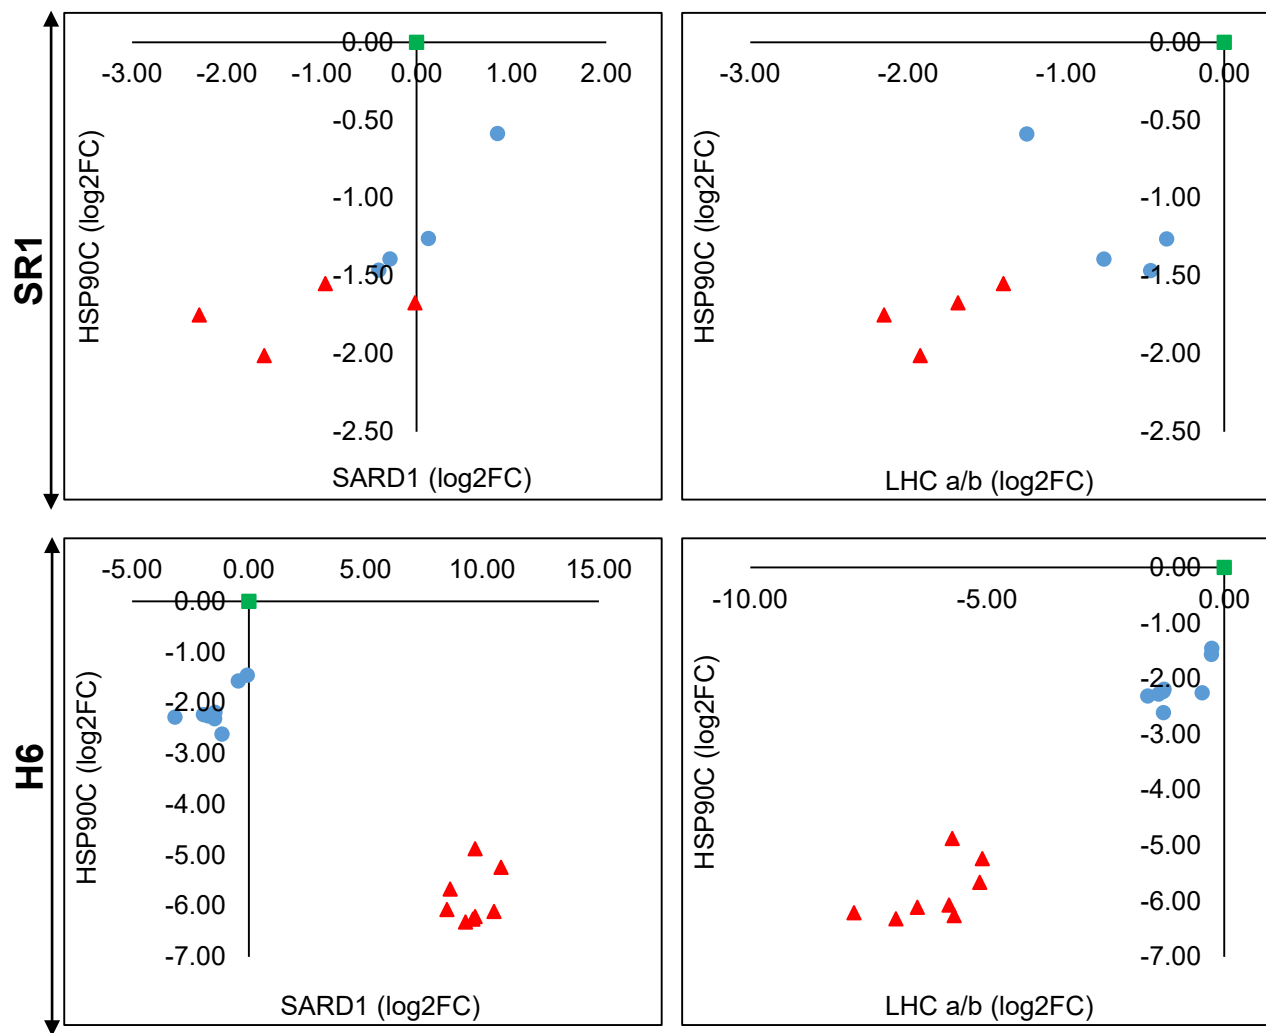 SR1
0.00
-3.00 -2.00 -1.00 0.00 1.00 2.00
-0.50
-1.00
-1.50
-2.00
-2.50
HSP90C (log2FC)
SARD1 (log2FC)
0.00
-3.00 -2.00 -1.00 0.00
-0.50
-1.00
-1.50
-2.00
-2.50
HSP90C (log2FC)
LHC a/b (log2FC)
H6
-5.00 0.00 5.00 10.00 15.00
0.00
-1.00
-2.00
-3.00
-4.00
-5.00
-6.00
-7.00
HSP90C (log2FC)
SARD1 (log2FC)
0.00
-10.00 -5.00 0.00
-1.00
-2.00
-3.00
-4.00
-5.00
-6.00
-7.00
HSP90C (log2FC)
LHC a/b (log2FC)